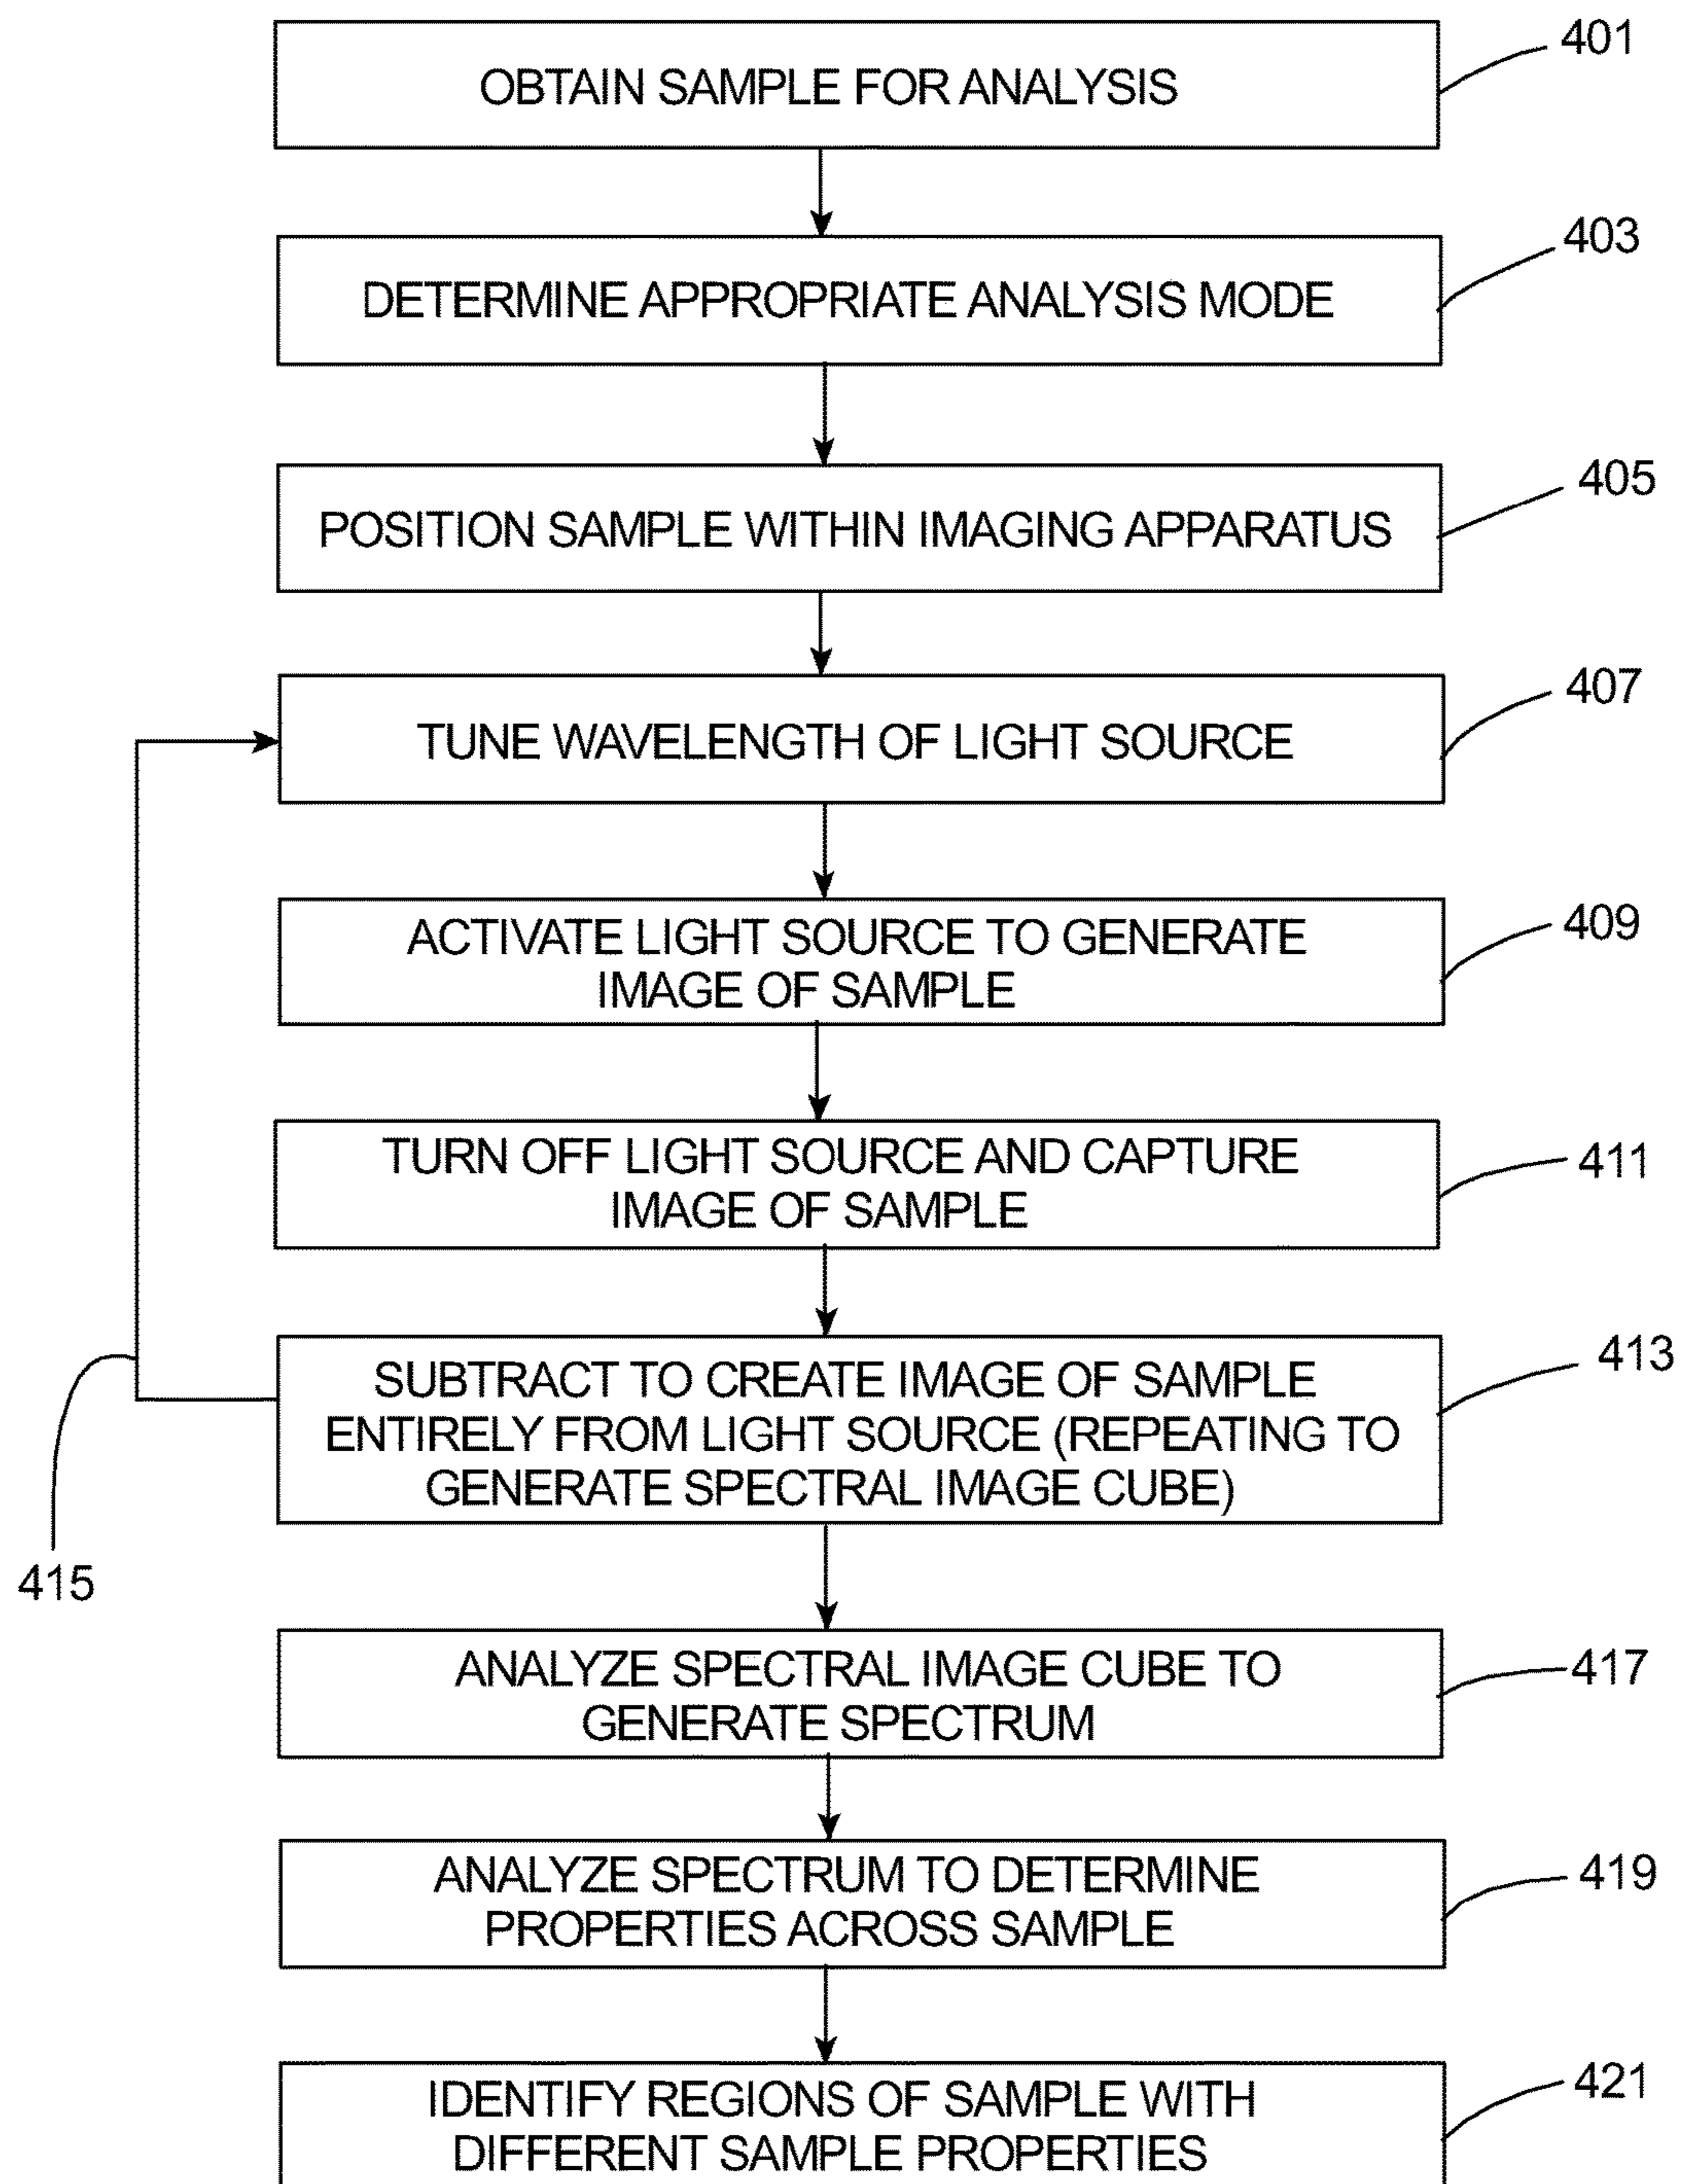 OBTAIN SAMPLE FOR ANALYSIS
401
DETERMINE APPROPRIATE ANALYSIS MODE
403
POSITION SAMPLE WITHIN IMAGING APPARATUS
405
TUNE WAVELENGTH OF LIGHT SOURCE
407
ACTIVATE LIGHT SOURCE TO GENERATE
IMAGE OF SAMPLE
409
TURN OFF LIGHT SOURCE AND CAPTURE
IMAGE OF SAMPLE
411
SUBTRACT TO CREATE IMAGE OF SAMPLE
ENTIRELY FROM LIGHT SOURCE (REPEATING TO
GENERATE SPECTRAL IMAGE CUBE)
413
415
ANALYZE SPECTRAL IMAGE CUBE TO
GENERATE SPECTRUM
417
ANALYZE SPECTRUM TO DETERMINE
PROPERTIES ACROSS SAMPLE
419
IDENTIFY REGIONS OF SAMPLE WITH
DIFFERENT SAMPLE PROPERTIES
421